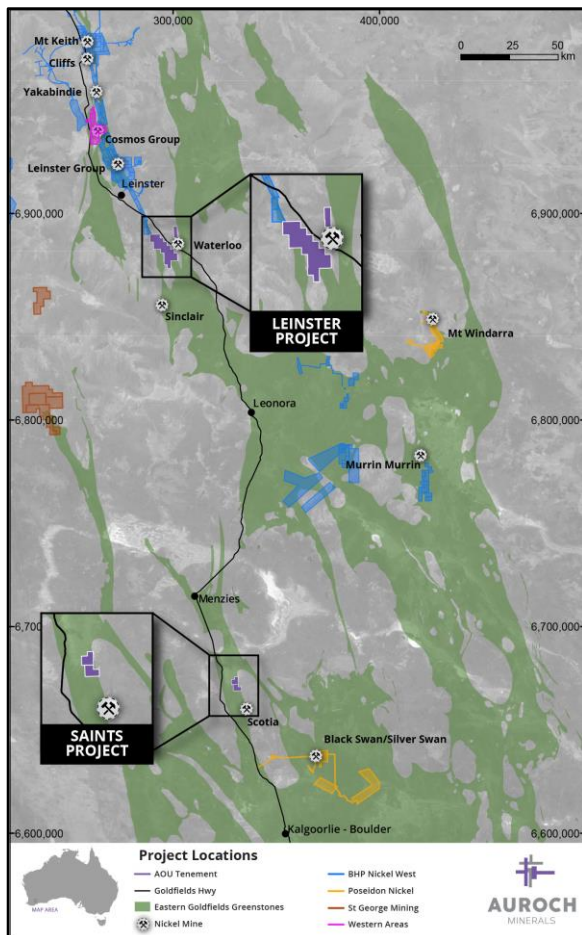 300,000
400,000
Mt Keith
Cliffs
0 25 50
km
Yakabindie
Cosmos Group
Leinster Group
Leinster
6,900,000
6,900,000
Waterloo
LEINSTER
PROJECT
Sinclair
Mt Windarra
6,800,000
Leonora
6,800,000
Murrin Murrin
Menzies
6,700,000
6,700,000
SAINTS
PROJECT
Scotia
Black Swan/Silver Swan
6,600,000
Kalgoorlie - Boulder
6,600,000
Project Locations
AOU Tenement
Goldfields Hwy
Eastern Goldfields Greenstones
Nickel Mine
BHP Nickel West
Poseidon Nickel
St George Mining
Western Areas
MAP AREA
AUROCH
MINERALS